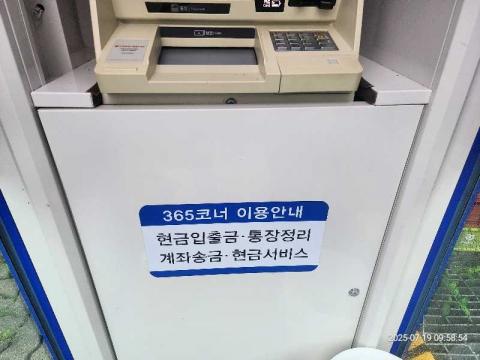 365코너 이용안내
현금입출금·통장정리
계좌송금·현금서비스
2025-07-19 09:58:54